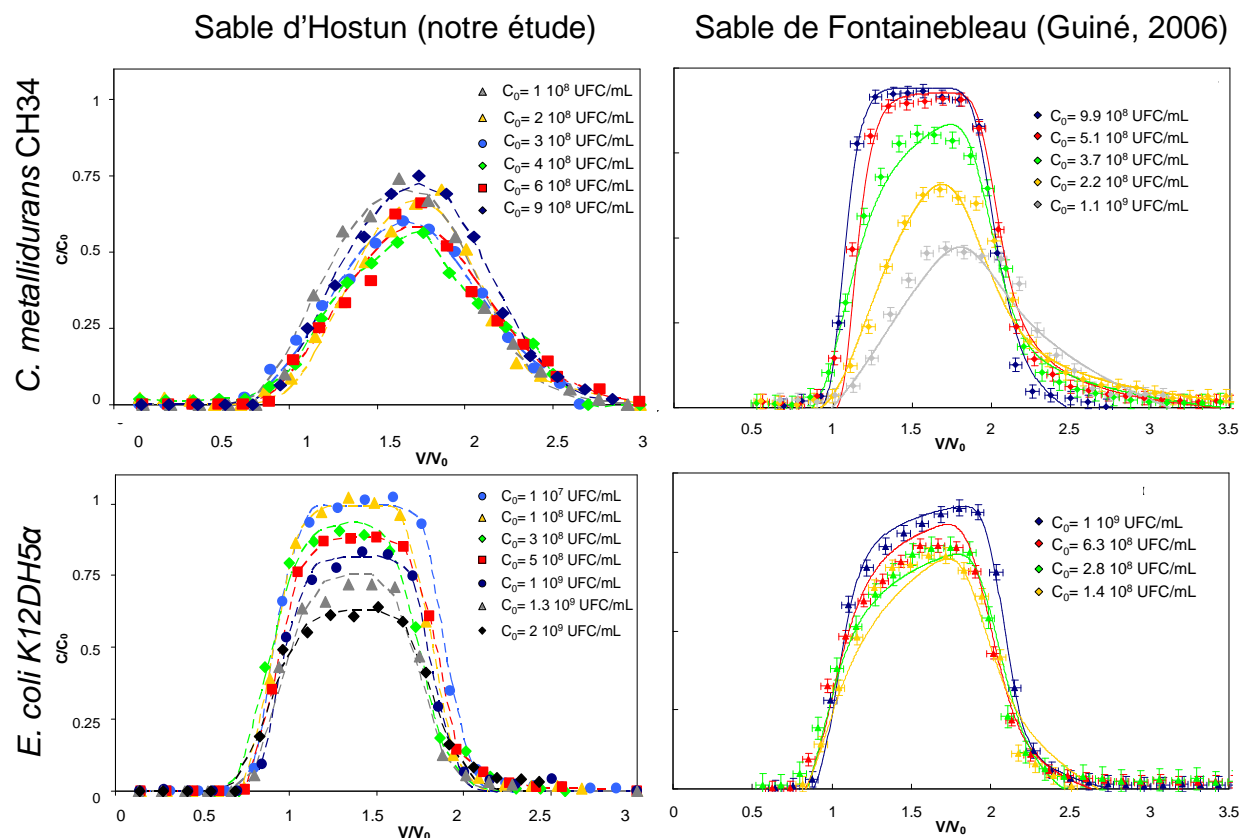 Sable d'Hostun (notre étude)
Sable de Fontainebleau (Guiné, 2006)
C. metallidurans CH34
1
0.75
0.5
0.25
0
C/C₀
-
0 0.5 1 1.5 2 2.5 3
V/V₀
C₀= 1 10⁸ UFC/mL
C₀= 2 10⁸ UFC/mL
C₀= 3 10⁸ UFC/mL
C₀= 4 10⁸ UFC/mL
C₀= 6 10⁸ UFC/mL
C₀= 9 10⁸ UFC/mL
C₀= 9.9 10⁸ UFC/mL
C₀= 5.1 10⁸ UFC/mL
C₀= 3.7 10⁸ UFC/mL
C₀= 2.2 10⁸ UFC/mL
C₀= 1.1 10⁹ UFC/mL
0.5 1 1.5 2 2.5 3 3.5
V/V₀
E. coli K12DH5α
1
0.75
0.5
0.25
0
C/C₀
0 0.5 1 1.5 2 2.5 3
V/V₀
C₀= 1 10⁷ UFC/mL
C₀= 1 10⁸ UFC/mL
C₀= 3 10⁸ UFC/mL
C₀= 5 10⁸ UFC/mL
C₀= 1 10⁹ UFC/mL
C₀= 1.3 10⁹ UFC/mL
C₀= 2 10⁹ UFC/mL
C₀= 1 10⁹ UFC/mL
C₀= 6.3 10⁸ UFC/mL
C₀= 2.8 10⁸ UFC/mL
C₀= 1.4 10⁸ UFC/mL
0.5 1 1.5 2 2.5 3 3.5
V/V₀